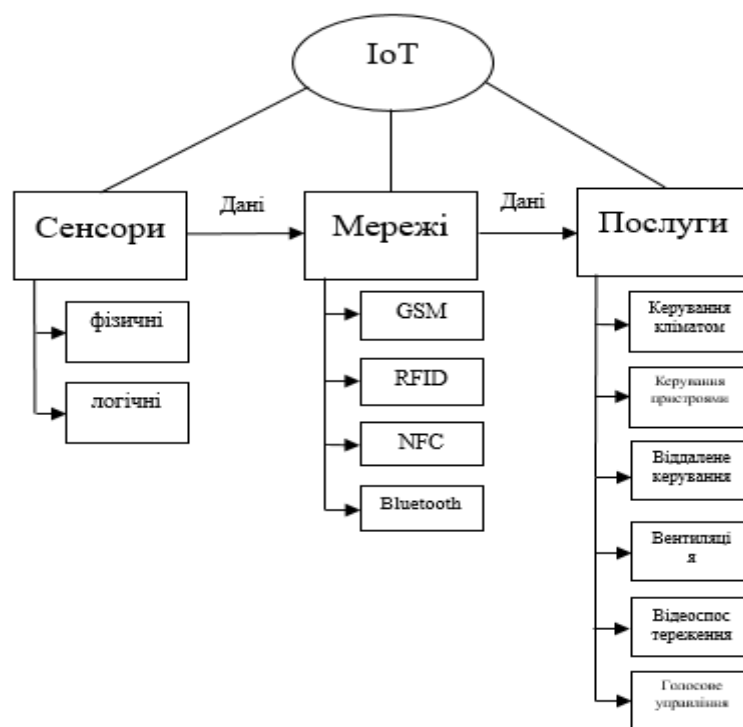 IoT
Сенсори
Дані
Мережі
Дані
Послуги
фізичні
логічні
GSM
RFID
NFC
Bluetooth
Керування
кліматом
Керування
пристроями
Віддалене
керування
Вентиляці
я
Відеоспос
тереження
Голосове
управління